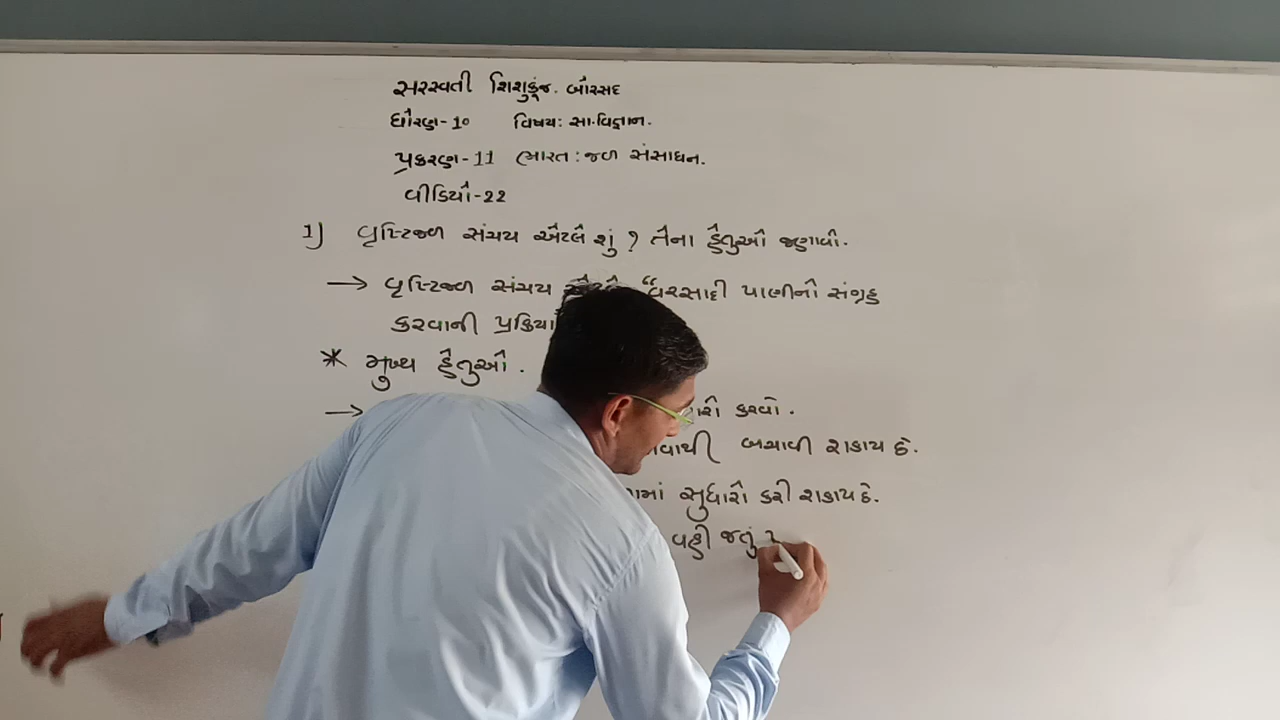 સરસ્વતી શિશુકુંજ. બોરસદ
ધોરણ-10 વિષય: સા.વિજ્ઞાન.
પ્રકરણ-11 ભારત: જળ સંસાધન.
વીડિયો-22
1) વૃષ્ટિજળ સંચય એટલે શું? તેના હેતુઓ જણાવો.
→ વૃષ્ટિજળ સંચય "વરસાદી પાણીનો સંગ્રહ
કરવાની પ્રક્રિયા
* મુખ્ય હેતુઓ.
→ કરવો.
બચાવી શકાય છે.
સુધારો કરી શકાય છે.
વહી જતું